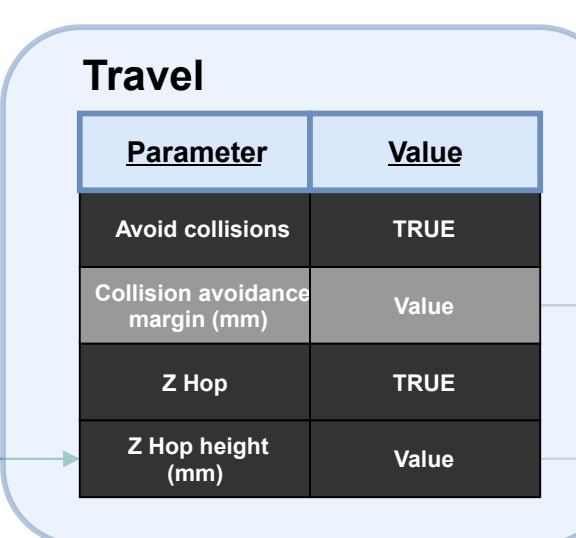 Travel
Parameter Value
Avoid collisions TRUE
Collision avoidance
margin (mm) Value
Z Hop TRUE
Z Hop height
(mm) Value